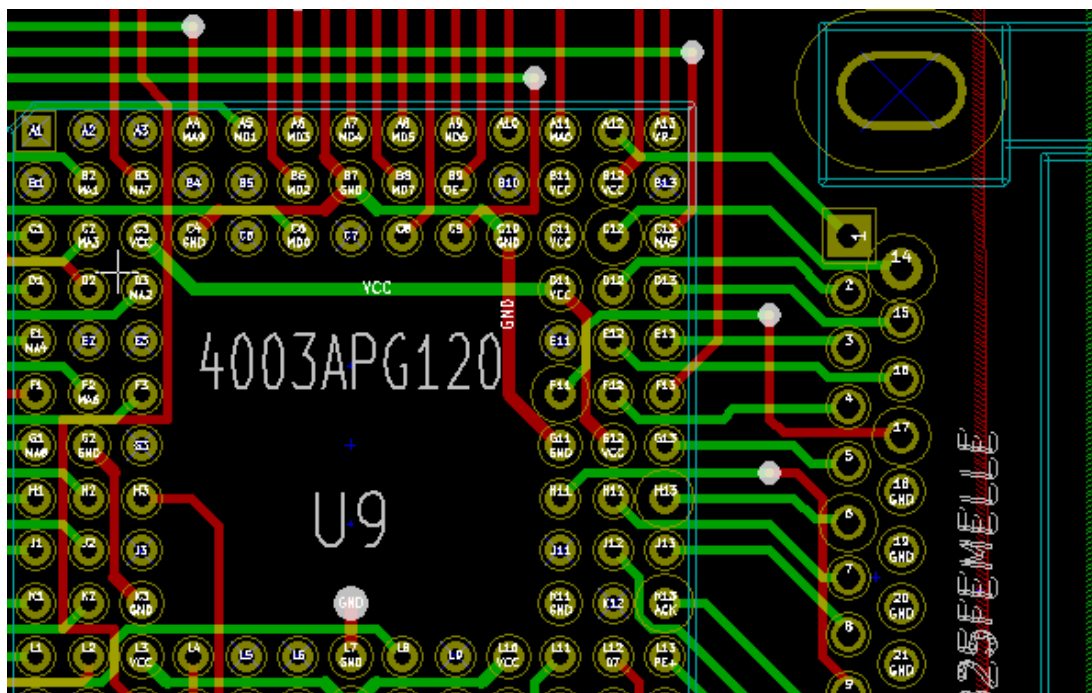 A1 A2 A3 A4 A5 A6 A7 A8 A9 A10 A11 A12 A13
MA9 MD1 MD3 MD4 MD5 MD6 MA0 VR-
B1 B2 B3 B4 B5 B6 B7 B8 B9 B10 B11 B12 B13
MA1 MA7 MD2 GND MD7 OE- VCC VCC
C1 C2 C3 C4 C6 C7 C8 C9 C10 C11 C12 C13 1
MA3 VCC GND MD0 GND VCC MA5
14
D1 D2 D3 D11 D12 D13 2
MA2 VCC VCC
GND
15
E1 E2 E3 E11 E12 E13 3
MA4
4003APG120
16
F1 F2 F3 F11 F12 F13 4
MA6
17
G1 G2 G3 G11 G12 G13 5
MA8 GND GND VCC
18
GND
H1 H2 H3 H11 H12 H13 6
U9
19
GND
J1 J2 J3 J11 J12 J13 7
K1 K2 K3 GND K11 K12 K13 20
GND GND ACK GND
8
L1 L2 L3 L4 L5 L6 L7 L8 L9 L10 L11 L12 L13 21
VCC GND VCC D7 PE+ GND
9